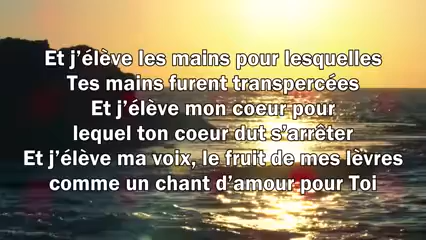 Et j'élève les mains pour lesquelles
Tes mains furent transpercées
Et j'élève mon coeur pour
lequel ton coeur dut s'arrêter
Et j'élève ma voix, le fruit de mes lèvres
comme un chant d'amour pour Toi